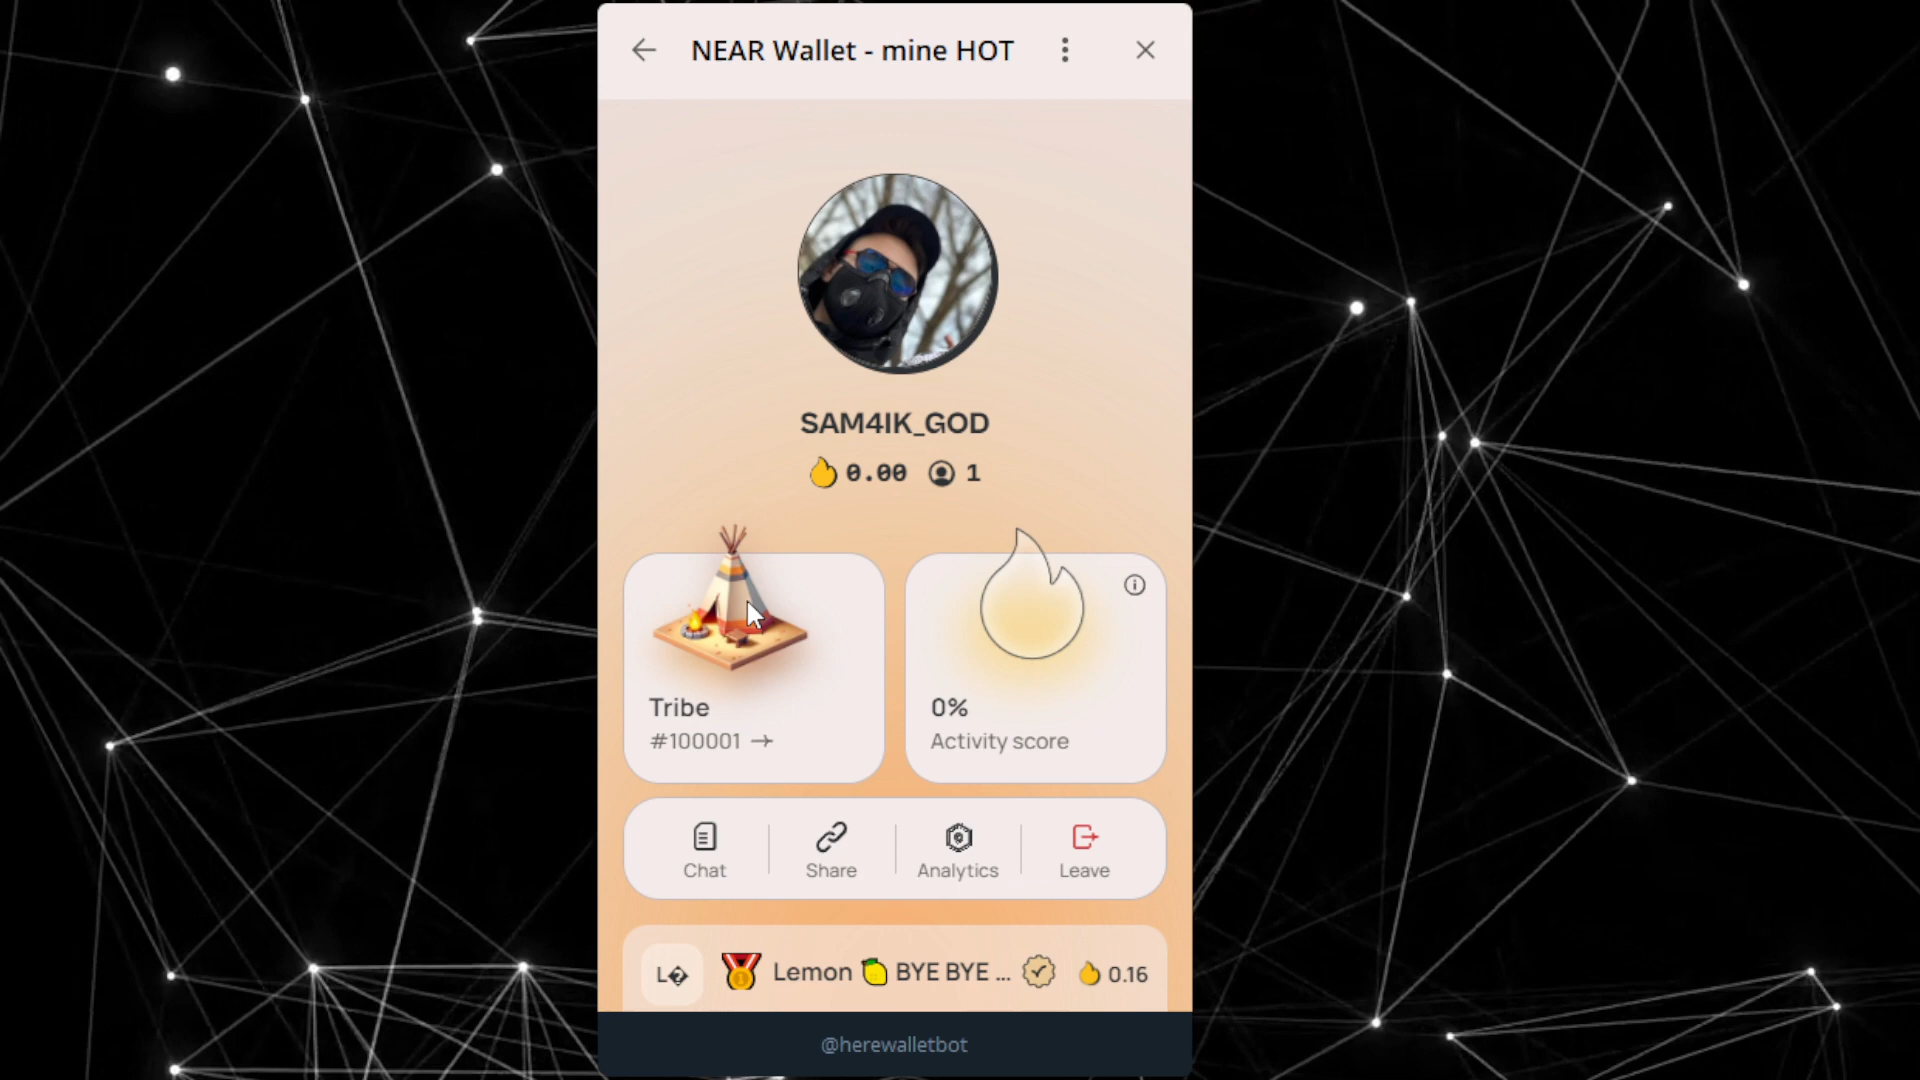 NEAR Wallet - mine HOT
SAM4IK_GOD
0.00 1
Tribe
#100001 →
0%
Activity score
Chat
Share
Analytics
Leave
L�
Lemon 🍋 BYE BYE ...
0.16
@herewalletbot